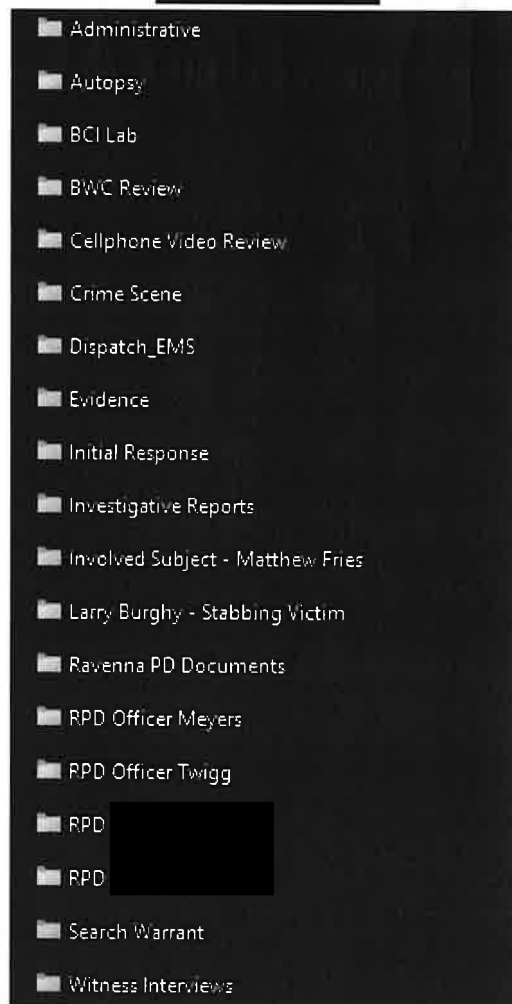 Administrative
Autopsy
BCI Lab
BWC Review
Cellphone Video Review
Crime Scene
Dispatch_EMS
Evidence
Initial Response
Investigative Reports
Involved Subject - Matthew Fries
Larry Burghy - Stabbing Victim
Ravenna PD Documents
RPD Officer Meyers
RPD Officer Twigg
RPD
RPD
Search Warrant
Witness Interviews